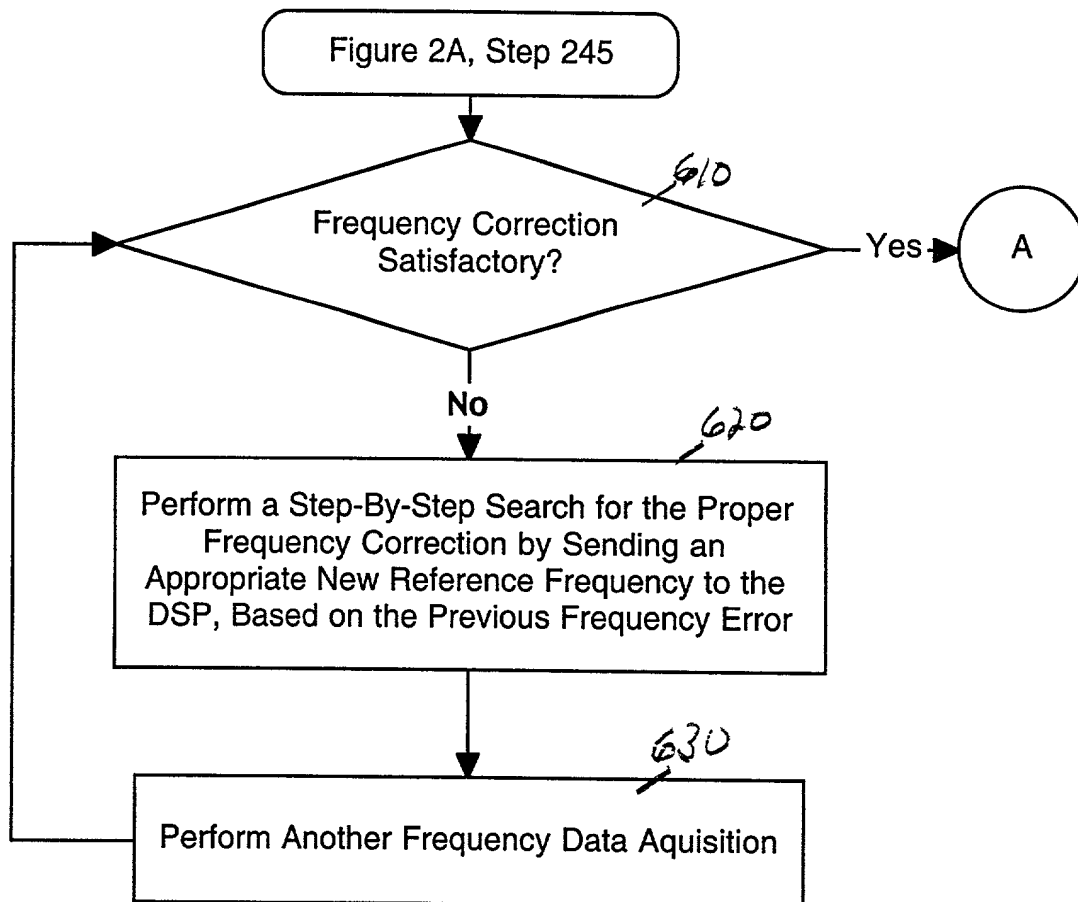 Figure 2A, Step 245
610
Frequency Correction
Satisfactory?
Yes
A
No
620
Perform a Step-By-Step Search for the Proper
Frequency Correction by Sending an
Appropriate New Reference Frequency to the
DSP, Based on the Previous Frequency Error
630
Perform Another Frequency Data Aquisition